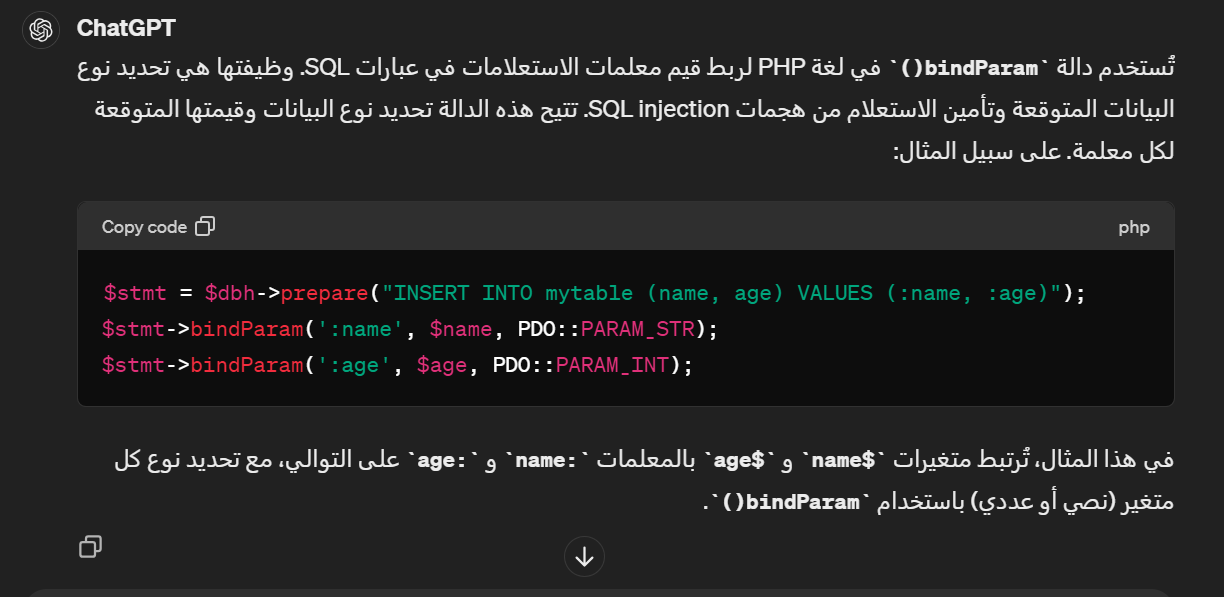 ChatGPT
تُستخدم دالة `bindParam()` في لغة PHP لربط قيم معلمات الاستعلامات في عبارات SQL. وظيفتها هي تحديد نوع
البيانات المتوقعة وتأمين الاستعلام من هجمات SQL injection. تتيح هذه الدالة تحديد نوع البيانات وقيمتها المتوقعة
لكل معلمة. على سبيل المثال:
Copy code php
$stmt = $dbh->prepare("INSERT INTO mytable (name, age) VALUES (:name, :age)");
$stmt->bindParam(':name', $name, PDO::PARAM_STR);
$stmt->bindParam(':age', $age, PDO::PARAM_INT);
في هذا المثال، تُرتبط متغيرات `$name` و `$age` بالمعلمات `:name` و `:age` على التوالي، مع تحديد نوع كل
متغير (نصي أو عددي) باستخدام `bindParam()`.